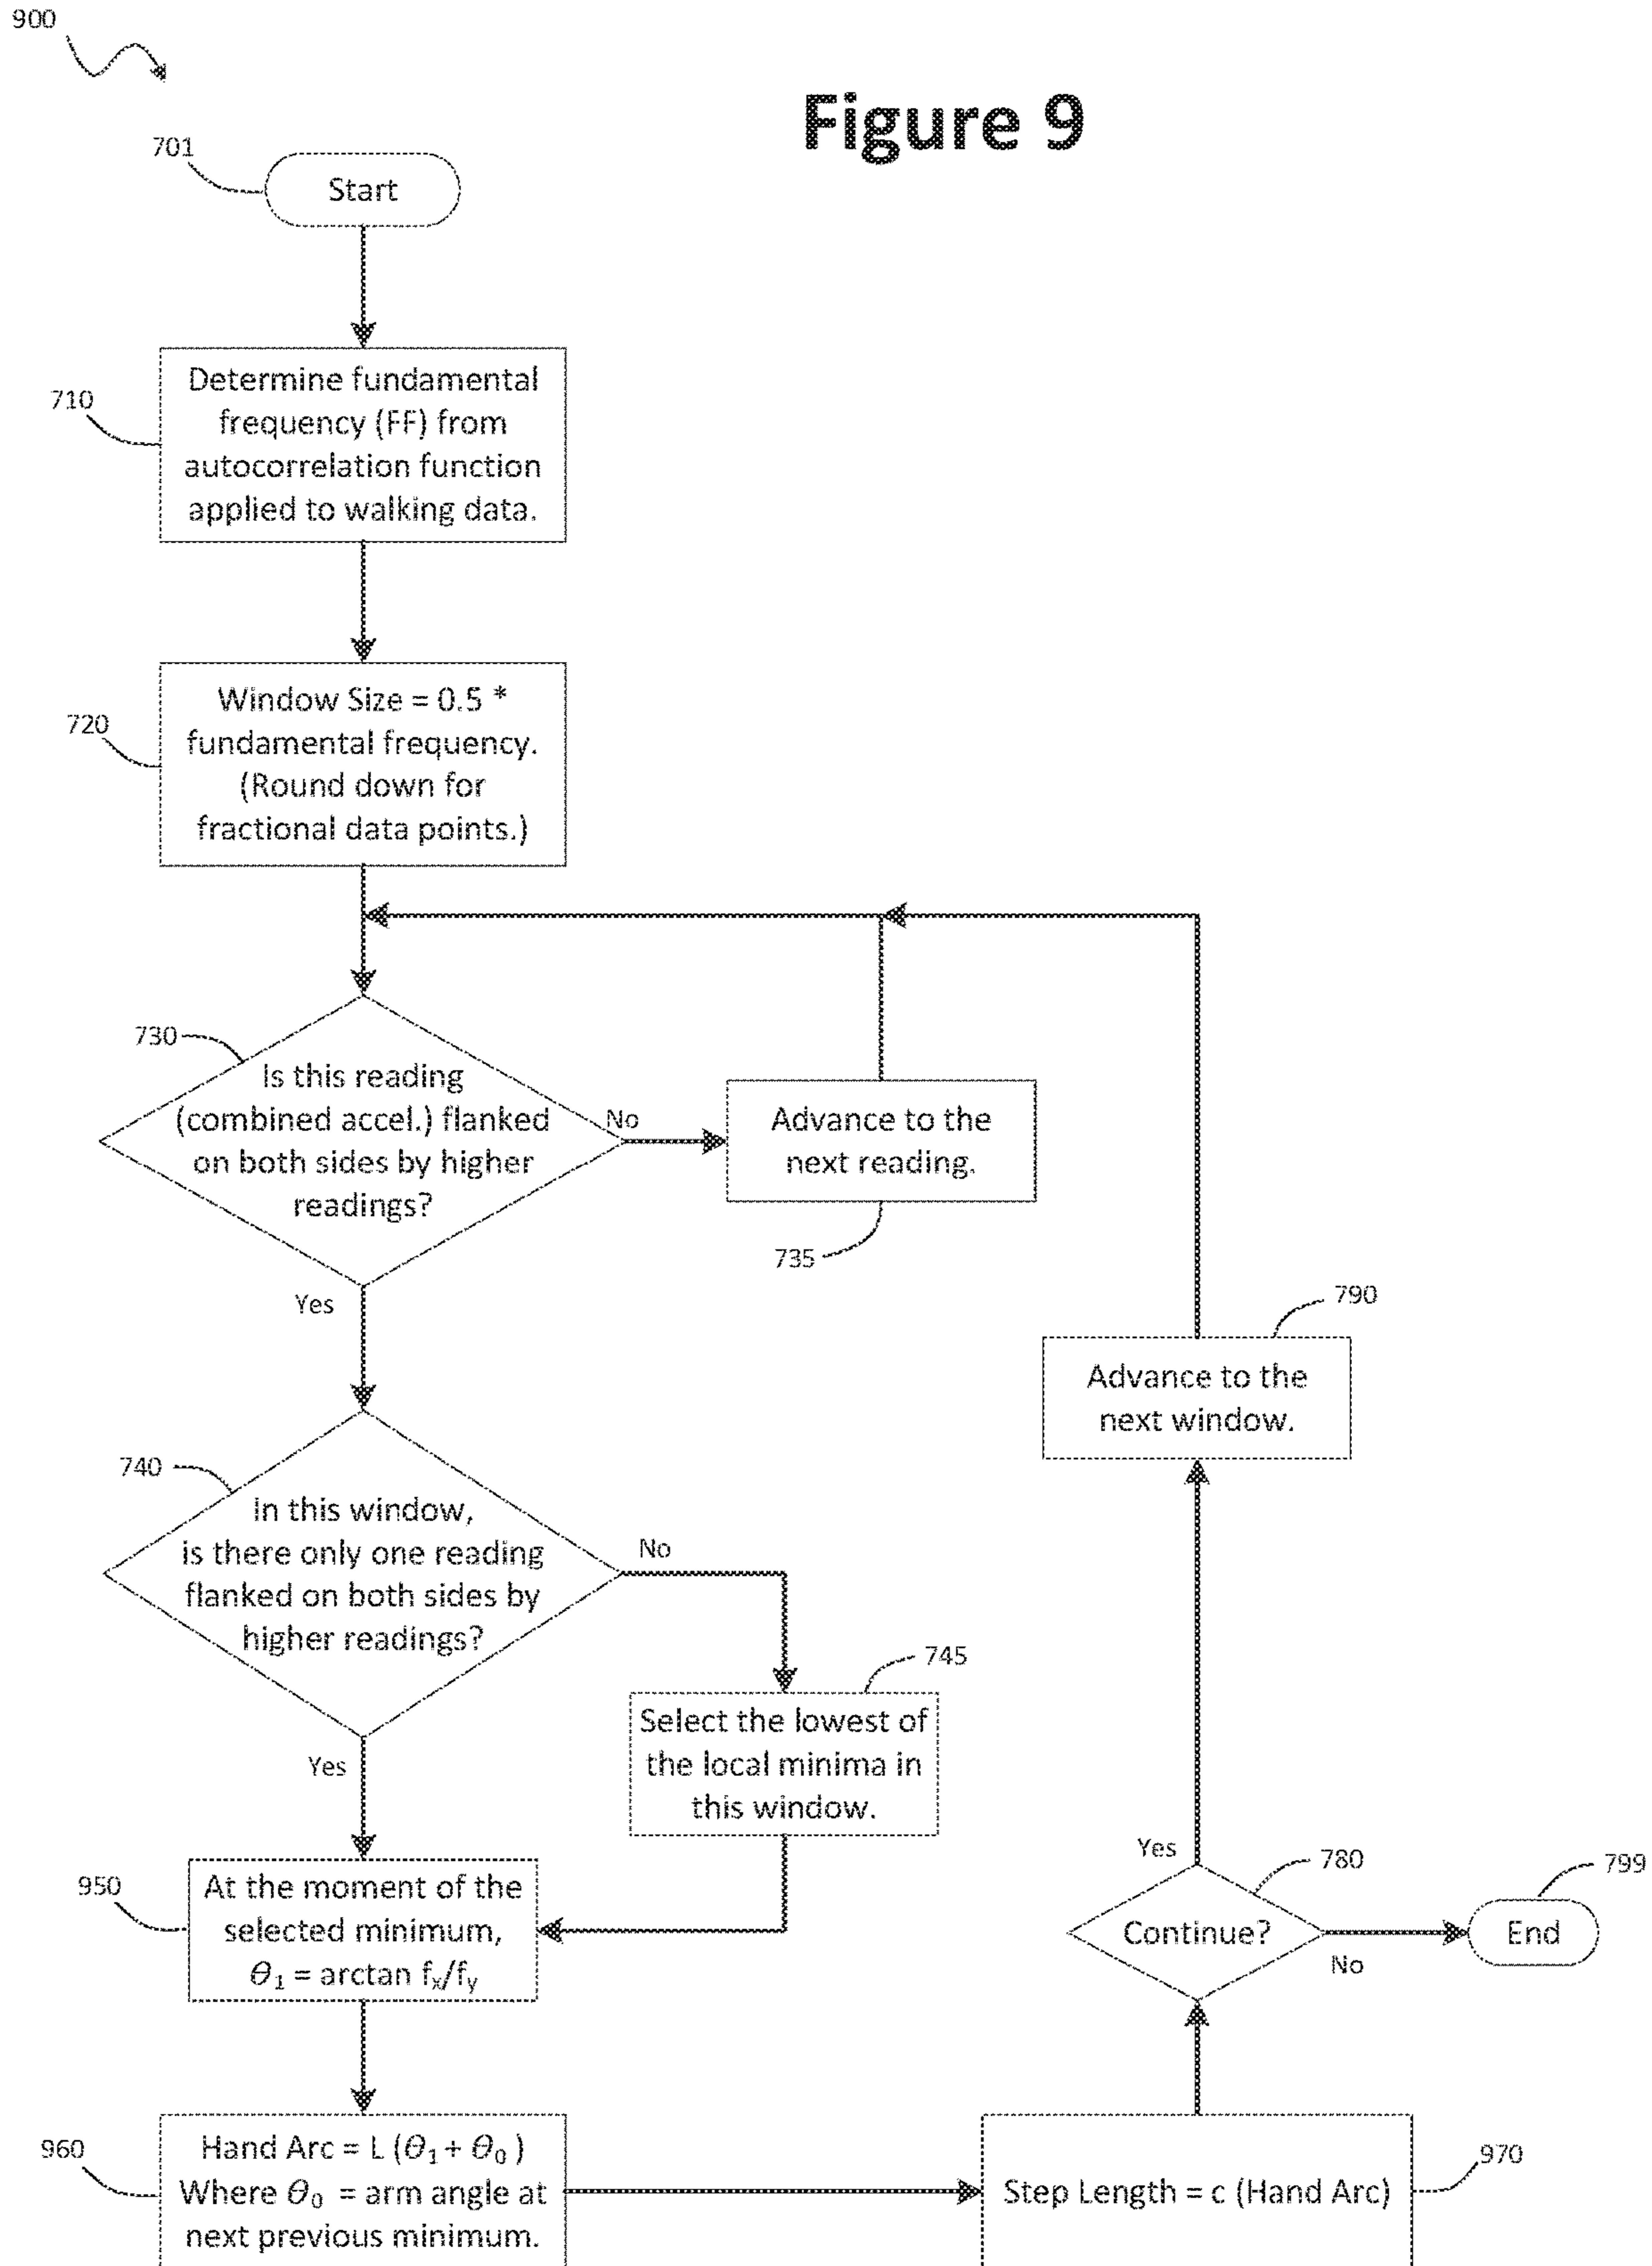 900
Figure 9
701
Start
710
Determine fundamental
frequency (FF) from
autocorrelation function
applied to walking data.
720
Window Size = 0.5 *
fundamental frequency.
(Round down for
fractional data points.)
730
Is this reading
(combined accel.) flanked
on both sides by higher
readings?
No
Advance to the
next reading.
735
Yes
790
Advance to the
next window.
740
In this window,
is there only one reading
flanked on both sides by
higher readings?
No
745
Select the lowest of
the local minima in
this window.
Yes
950
At the moment of the
selected minimum,
θ₁ = arctan fₓ/fᵧ
Yes
780
Continue?
No
799
End
960
Hand Arc = L (θ₁ + θ₀ )
Where θ₀ = arm angle at
next previous minimum.
970
Step Length = c (Hand Arc)